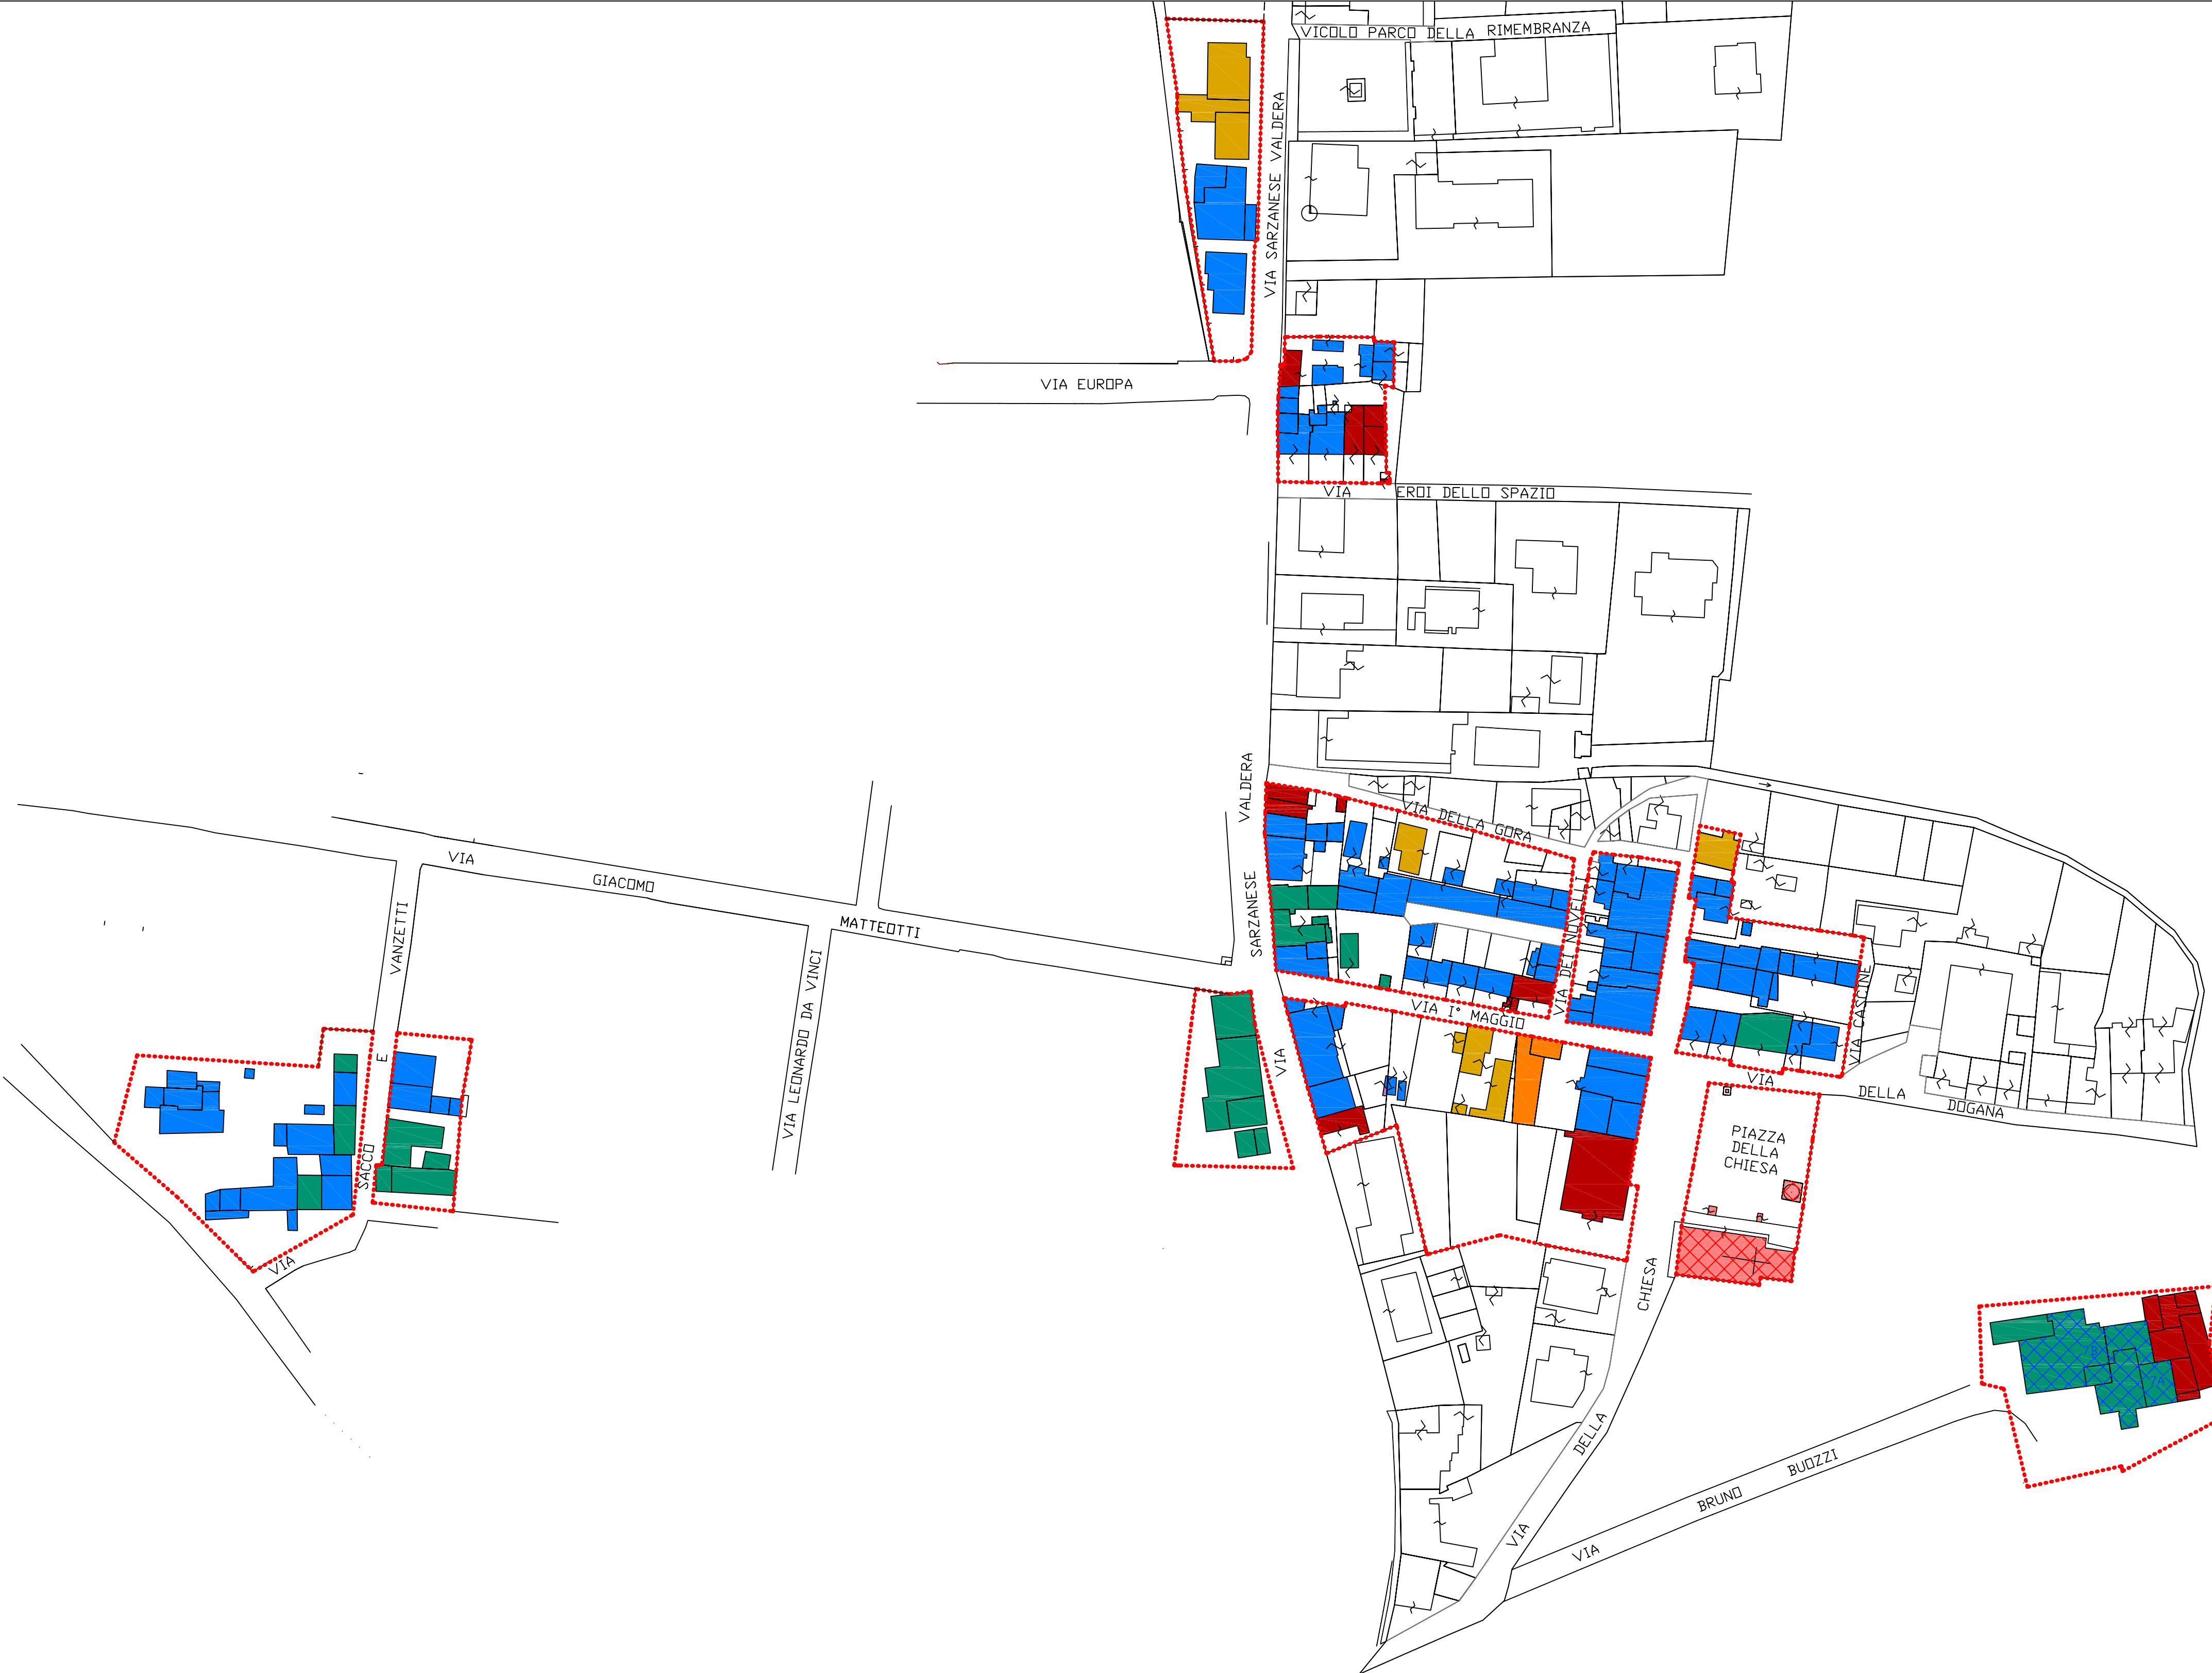 VICOLO PARCO DELLA RIMEMBRANZA
VIA SARZANESE VALDERA
VIA EUROPA
VIA EROI DELLO SPAZIO
VIA SARZANESE VALDERA
VIA DELLA GORA
VIA GIACOMO MATTEOTTI
VIA SACCO E VANZETTI
VIA LEONARDO DA VINCI
VIA DEI NOVELI
VIA I° MAGGIO
VIA CASCINE
VIA DELLA DOGANA
PIAZZA
DELLA
CHIESA
VIA DELLA CHIESA
VIA BRUNO BUOZZI